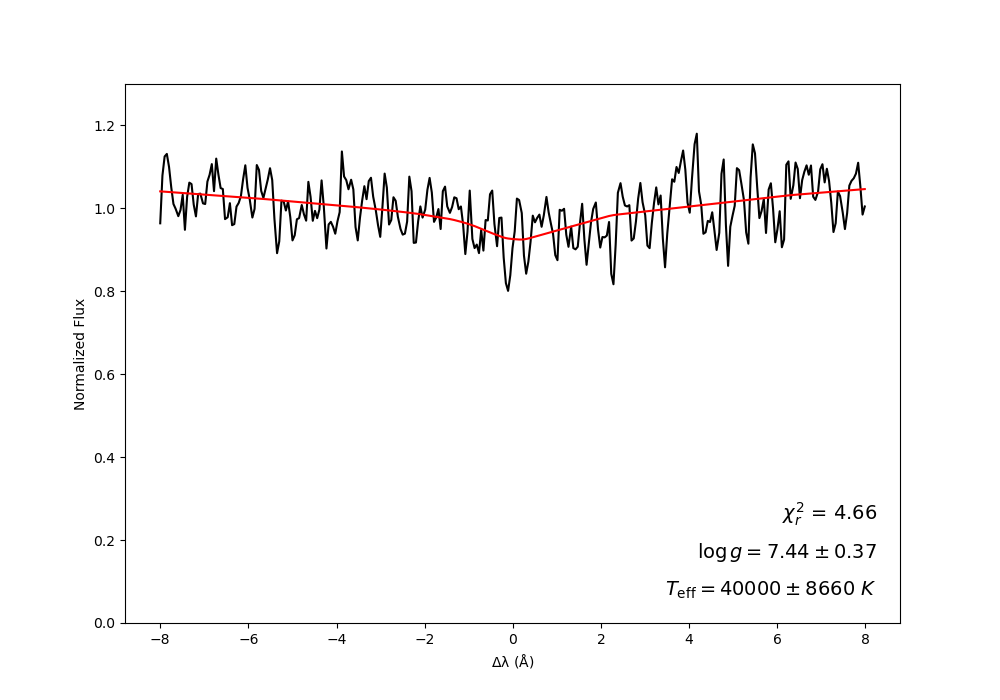 1.2
1.0
0.8
0.6
0.4
0.2
0.0
Normalized Flux
χ²ᵣ = 4.66
log g = 7.44 ± 0.37
T_eff = 40000 ± 8660 K
−8 −6 −4 −2 0 2 4 6 8
Δλ (Å)